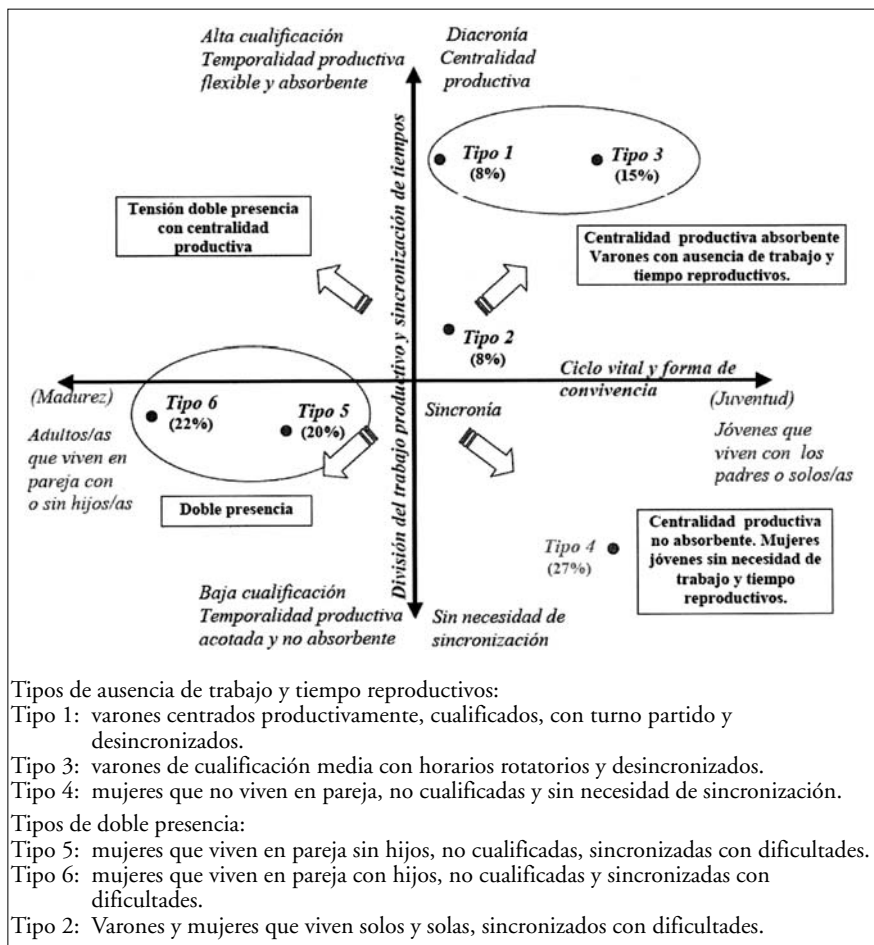 Alta cualificación
Temporalidad productiva
flexible y absorbente
Diacronía
Centralidad
productiva
Tipo 1
(8%)
Tipo 3
(15%)
Tensión doble presencia
con centralidad
productiva
División del trabajo productivo y sincronización de tiempos
Centralidad productiva absorbente
Varones con ausencia de trabajo y
tiempo reproductivos.
Tipo 2
(8%)
Ciclo vital y forma de
convivencia
(Madurez)
(Juventud)
Tipo 6
(22%)
Tipo 5
(20%)
Sincronía
Adultos/as
que viven en
pareja con
o sin hijos/as
Jóvenes que
viven con los
padres o solos/as
Doble presencia
Tipo 4
(27%)
Centralidad productiva
no absorbente. Mujeres
jóvenes sin necesidad de
trabajo y tiempo
reproductivos.
Baja cualificación
Temporalidad productiva
acotada y no absorbente
Sin necesidad de
sincronización
Tipos de ausencia de trabajo y tiempo reproductivos:
Tipo 1: varones centrados productivamente, cualificados, con turno partido y
desincronizados.
Tipo 3: varones de cualificación media con horarios rotatorios y desincronizados.
Tipo 4: mujeres que no viven en pareja, no cualificadas y sin necesidad de sincronización.
Tipos de doble presencia:
Tipo 5: mujeres que viven en pareja sin hijos, no cualificadas, sincronizadas con dificultades.
Tipo 6: mujeres que viven en pareja con hijos, no cualificadas y sincronizadas con
dificultades.
Tipo 2: Varones y mujeres que viven solos y solas, sincronizados con dificultades.